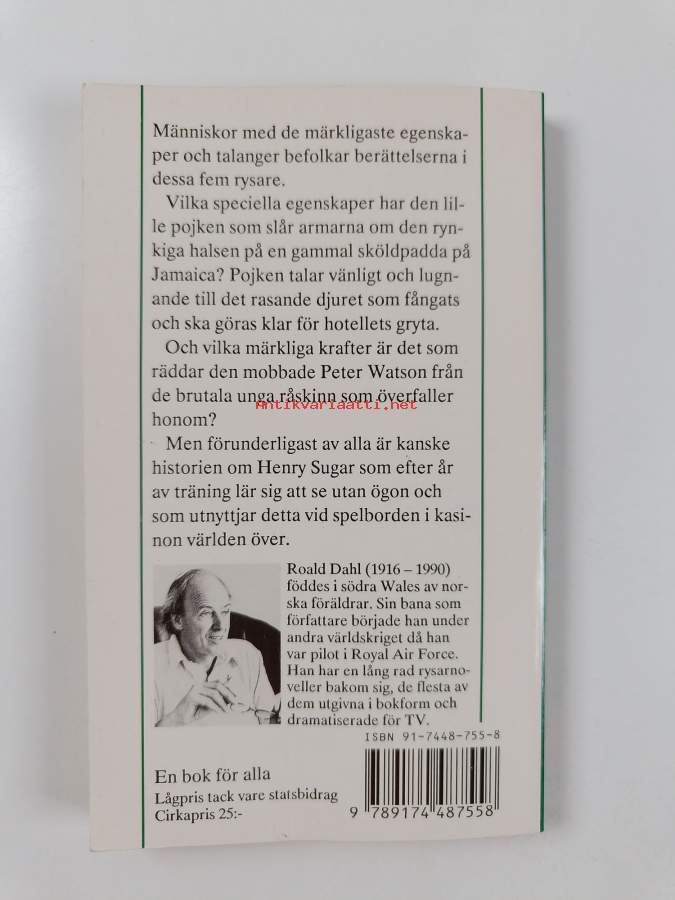 Människor med de märkligaste egenska-
per och talanger befolkar berättelserna i
dessa fem rysare.
Vilka speciella egenskaper har den lil-
le pojken som slår armarna om den ryn-
kiga halsen på en gammal sköldpadda på
Jamaica? Pojken talar vänligt och lugn-
ande till det rasande djuret som fångats
och ska göras klar för hotellets gryta.
Och vilka märkliga krafter är det som
räddar den mobbade Peter Watson från
de brutala unga råskinn som överfaller
antikvariaatti.net
honom?
Men förunderligast av alla är kanske
historien om Henry Sugar som efter år
av träning lär sig att se utan ögon och
som utnyttjar detta vid spelborden i kasi-
non världen över.
Roald Dahl (1916 – 1990)
föddes i södra Wales av nor-
ska föräldrar. Sin bana som
författare började han under
andra världskriget då han
var pilot i Royal Air Force.
Han har en lång rad rysarno-
veller bakom sig, de flesta av
dem utgivna i bokform och
dramatiserade för TV.
ISBN 91-7448-755-8
En bok för alla
Lågpris tack vare statsbidrag
Cirkapris 25:-
9 789174 487558